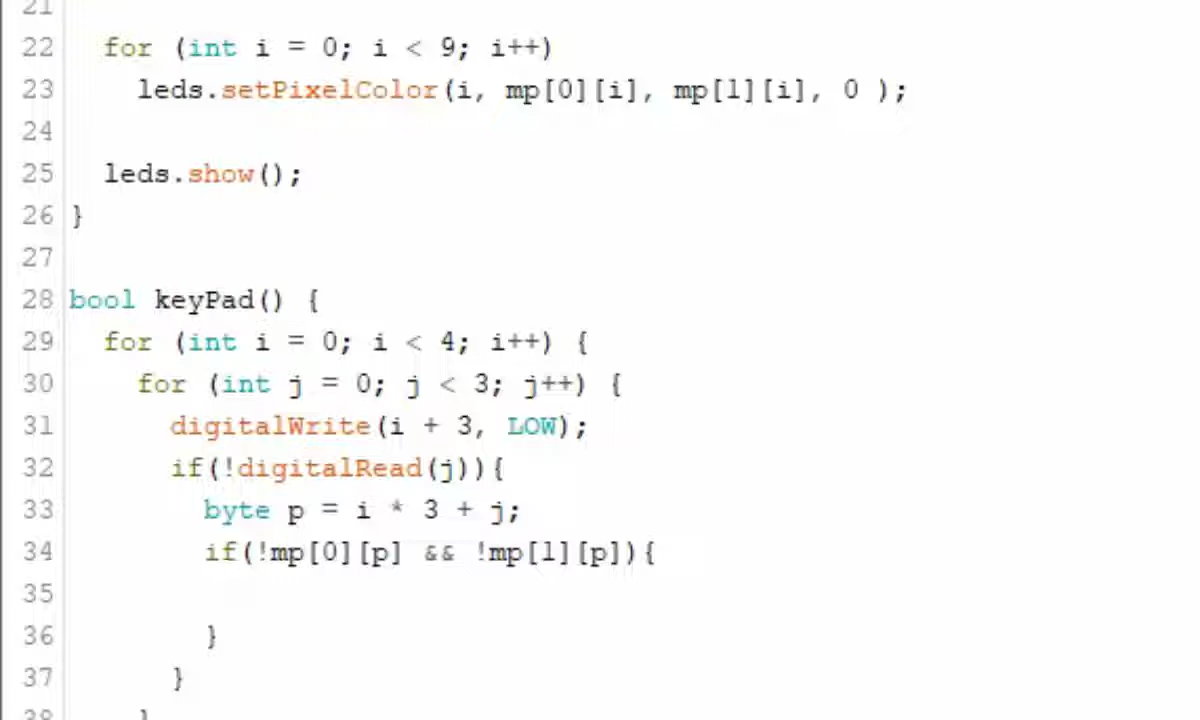 21
22 for (int i = 0; i < 9; i++)
23 leds.setPixelColor(i, mp[0][i], mp[1][i], 0 );
24
25 leds.show();
26 }
27
28 bool keyPad() {
29 for (int i = 0; i < 4; i++) {
30 for (int j = 0; j < 3; j++) {
31 digitalWrite(i + 3, LOW);
32 if(!digitalRead(j)){
33 byte p = i * 3 + j;
34 if(!mp[0][p] && !mp[1][p]){
35
36 }
37 }
38 }